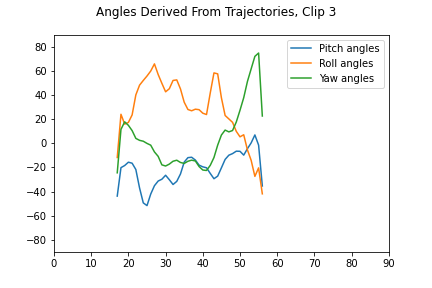 Angles Derived From Trajectories, Clip 3
Pitch angles
Roll angles
Yaw angles
80
60
40
20
0
−20
−40
−60
−80
0 10 20 30 40 50 60 70 80 90